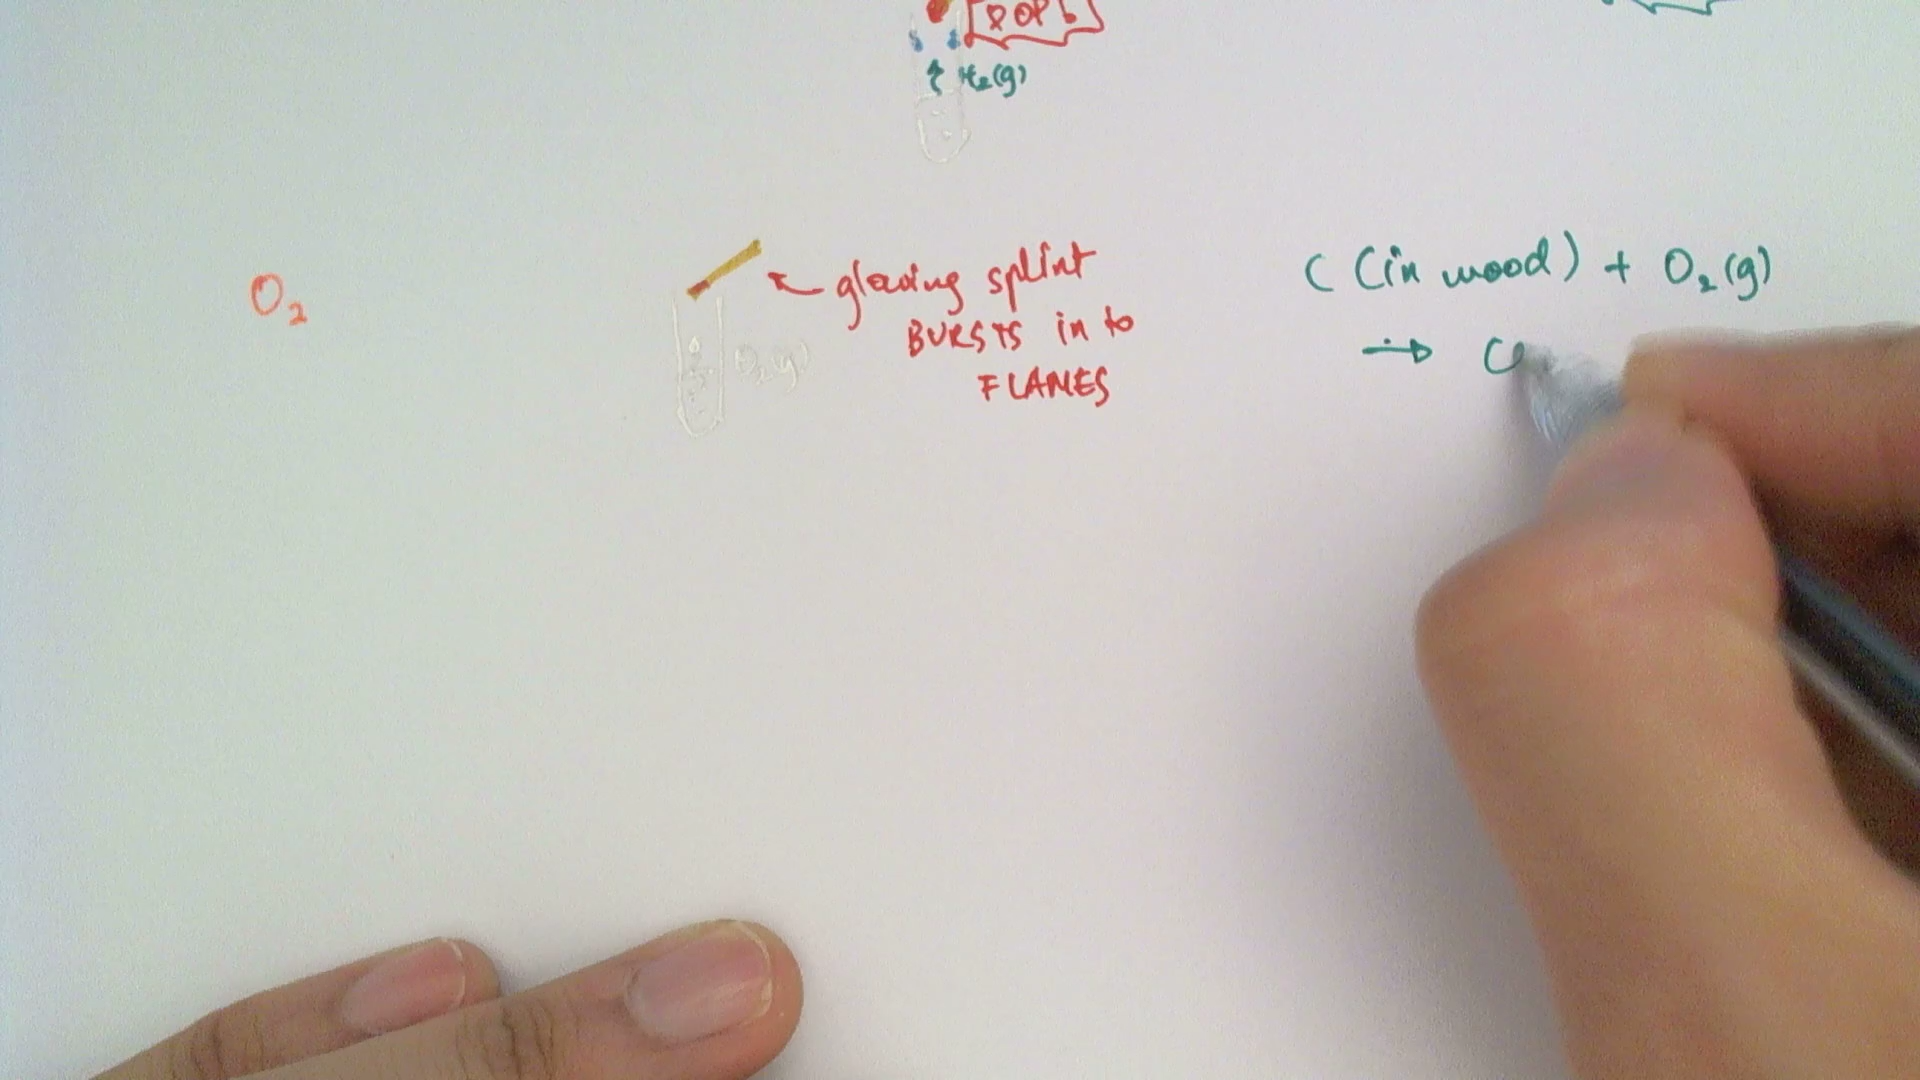 POP
H₂(g)
O₂
glowing splint
BURSTS in to
FLAMES
O₂(g)
C (in wood) + O₂(g)
→ C